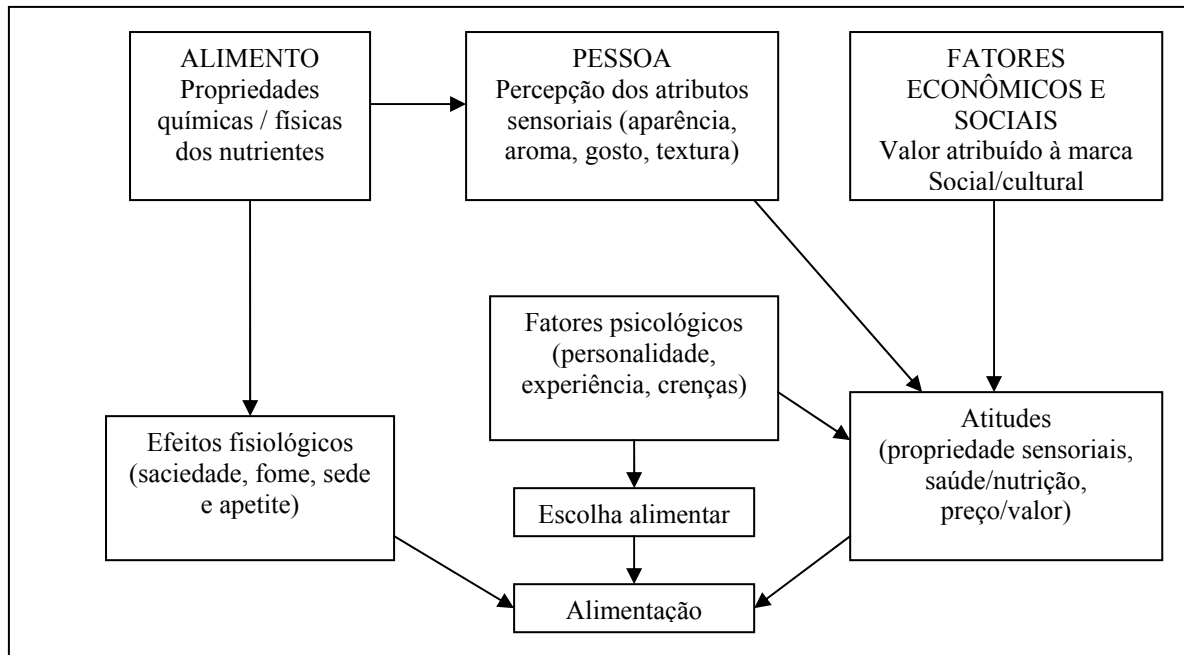 ALIMENTO
Propriedades
químicas / físicas
dos nutrientes
PESSOA
Percepção dos atributos
sensoriais (aparência,
aroma, gosto, textura)
FATORES
ECONÔMICOS E
SOCIAIS
Valor atribuído à marca
Social/cultural
Fatores psicológicos
(personalidade,
experiência, crenças)
Efeitos fisiológicos
(saciedade, fome, sede
e apetite)
Atitudes
(propriedade sensoriais,
saúde/nutrição,
preço/valor)
Escolha alimentar
Alimentação